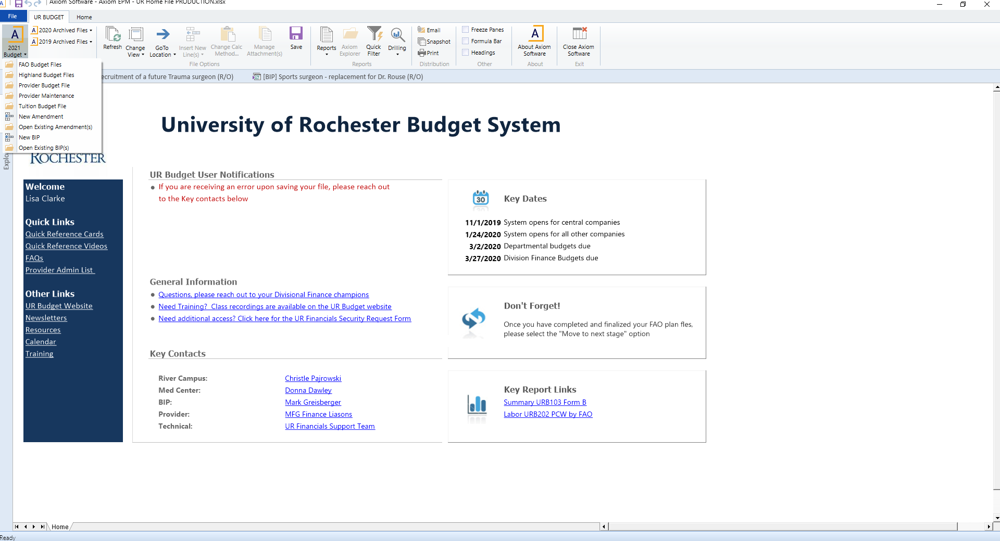 Axiom Software - Axiom EPM - UR Home File PRODUCTION.xlsx
File
UR BUDGET
Home
2021 Budget
2020 Archived Files
2019 Archived Files
Refresh
Change View
GoTo Location
Insert New Line(s)
Change Calc Method...
Manage Attachment(s)
Save
File Options
Reports
Axiom Explorer
Quick Filter
Drilling
Reports
Email
Snapshot
Print
Distribution
Freeze Panes
Formula Bar
Headings
Other
About Axiom Software
About
Close Axiom Software
Exit
FAO Budget Files
Highland Budget Files
Provider Budget File
Provider Maintenance
Tuition Budget File
New Amendment
Open Existing Amendment(s)
New BIP
Open Existing BIP(s)
ecruitment of a future Trauma surgeon (R/O)
[BIP] Sports surgeon - replacement for Dr. Rouse (R/O)
Explo
University of Rochester Budget System
ROCHESTER
Welcome
Lisa Clarke
Quick Links
Quick Reference Cards
Quick Reference Videos
FAQs
Provider Admin List
Other Links
UR Budget Website
Newsletters
Resources
Calendar
Training
UR Budget User Notifications
If you are receiving an error upon saving your file, please reach out
to the Key contacts below
General Information
Questions, please reach out to your Divisional Finance champions
Need Training?  Class recordings are available on the UR Budget website
Need additional access? Click here for the UR Financials Security Request Form
Key Contacts
River Campus: Christle Pajrowski
Med Center: Donna Dawley
BIP: Mark Greisberger
Provider: MFG Finance Liasons
Technical: UR Financials Support Team
30
Key Dates
11/1/2019 System opens for central companies
1/24/2020 System opens for all other companies
3/2/2020 Departmental budgets due
3/27/2020 Division Finance Budgets due
Don't Forget!
Once you have completed and finalized your FAO plan fles,
please select the "Move to next stage" option
Key Report Links
Summary URB103 Form B
Labor URB202 PCW by FAO
Home
Ready